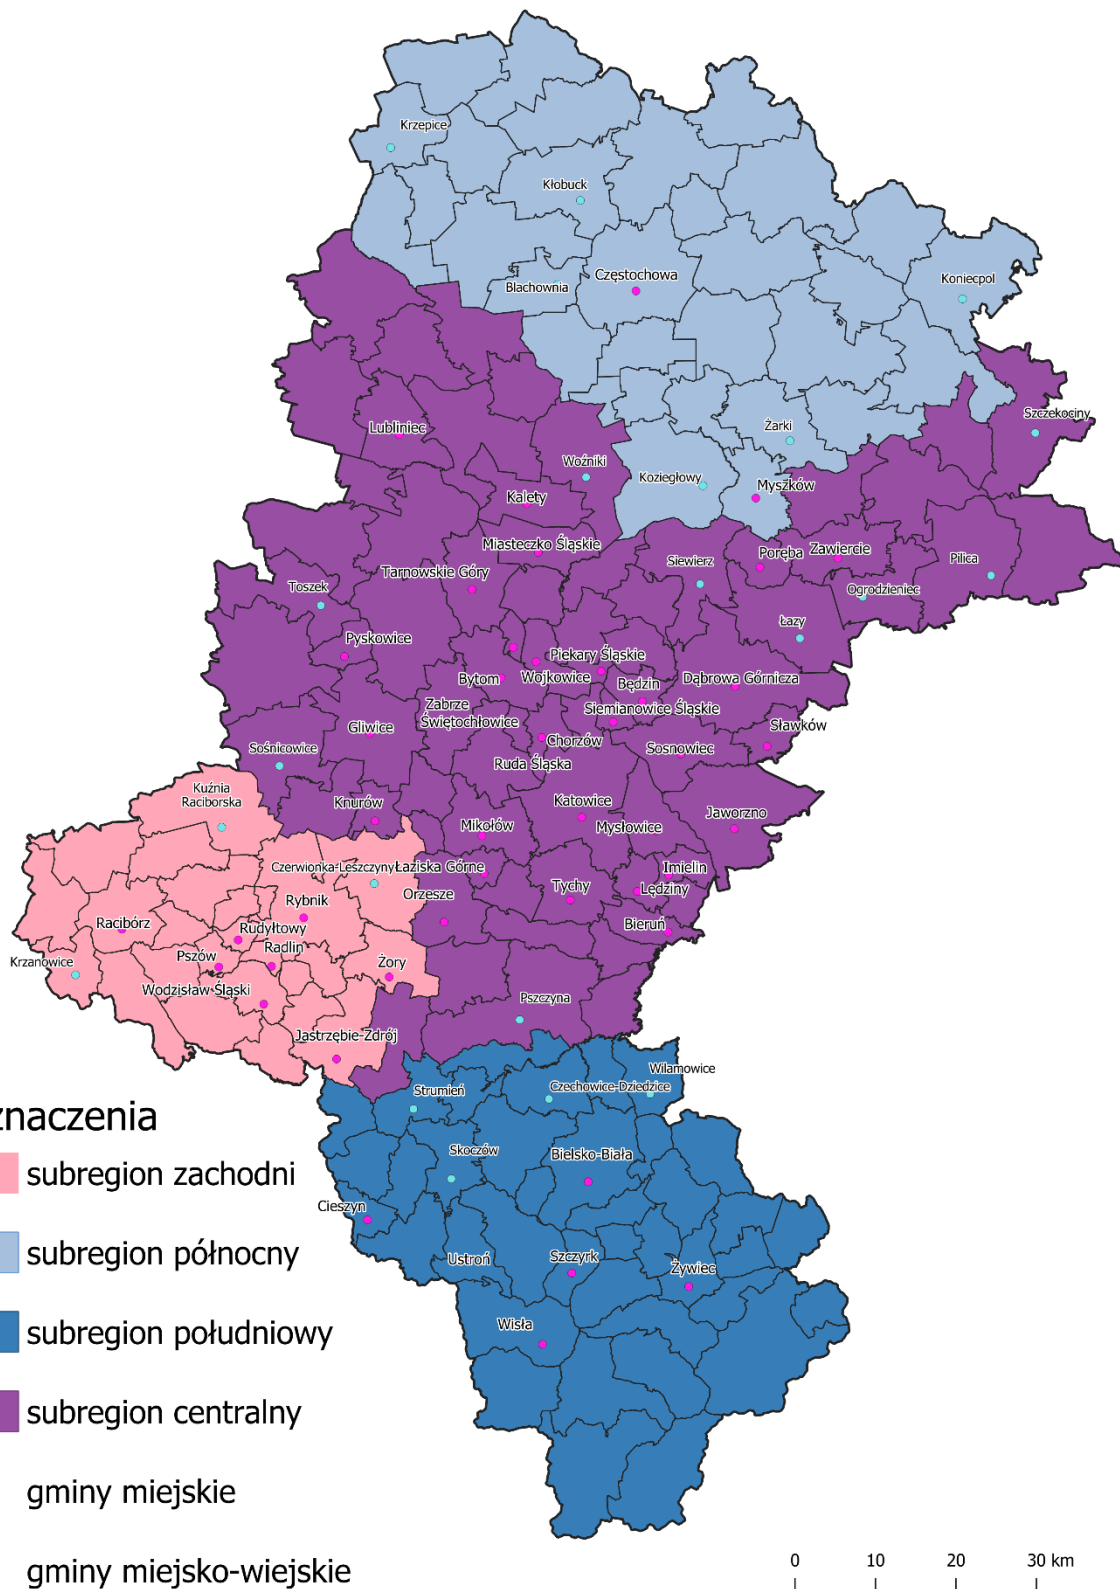 Krzepice
Kłobuck
Częstochowa
Koniecpol
Blachownia
Szczekociny
Żarki
Lubliniec
Woźniki
Koziegłowy
Myszków
Kalety
Miasteczko Śląskie
Siewierz
Poręba
Zawiercie
Pilica
Tarnowskie Góry
Toszek
Ogrodzieniec
Łazy
Pyskowice
Piekary Śląskie
Bytom
Wojkowice
Będzin
Dąbrowa Górnicza
Zabrze
Siemianowice Śląskie
Świętochłowice
Gliwice
Sławków
Chorzów
Sośnicowice
Sosnowiec
Ruda Śląska
Kuźnia
Raciborska
Knurów
Katowice
Jaworzno
Mikołów
Mysłowice
Czerwionka-Leszczyny
Łaziska Górne
Imielin
Tychy
Lędziny
Orzesze
Rybnik
Racibórz
Rudyłtowy
Bieruń
Radlin
Pszów
Krzanowice
Żory
Wodzisław Śląski
Pszczyna
Jastrzębie-Zdrój
Wilamowice
Strumień
Czechowice-Dziedzice
znaczenia
Skoczów
Bielsko-Biała
subregion zachodni
Cieszyn
subregion północny
Ustroń
Szczyrk
Żywiec
Wisła
subregion południowy
subregion centralny
gminy miejskie
gminy miejsko-wiejskie
0 10 20 30 km